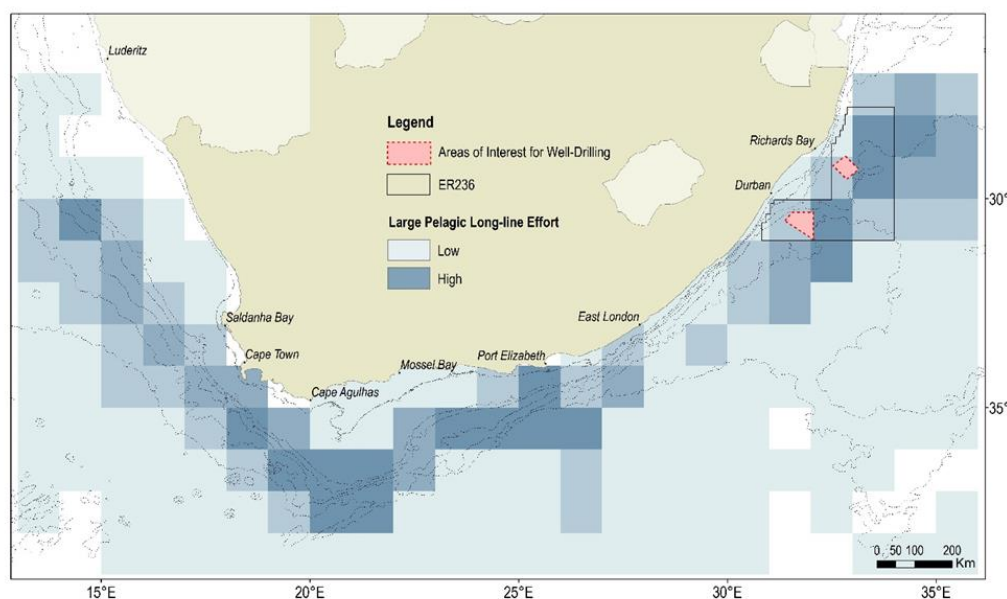 Luderitz
Legend
Areas of Interest for Well-Drilling
ER236
Large Pelagic Long-line Effort
Low
High
Richards Bay
Durban
30°
East London
Saldanha Bay
Cape Town
Mossel Bay
Port Elizabeth
Cape Agulhas
35°
0 50 100 200
Km
15°E
20°E
25°E
30°E
35°E